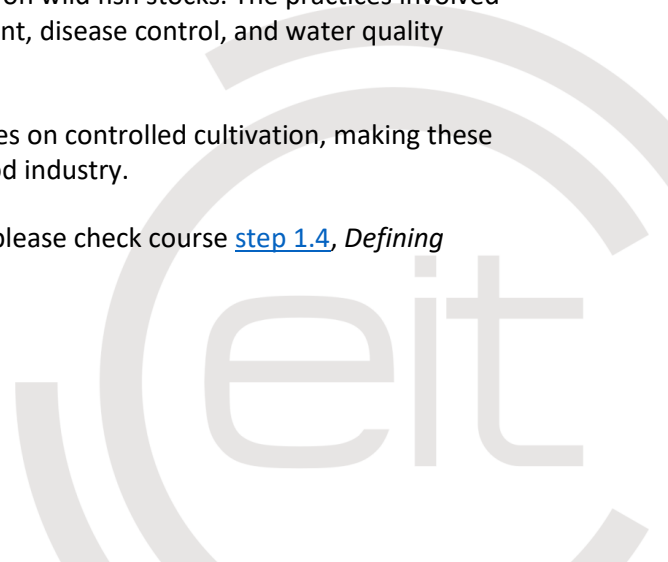 on wild fish stocks. The practices involved
nt, disease control, and water quality
es on controlled cultivation, making these
od industry.
please check course step 1.4, Defining
eit